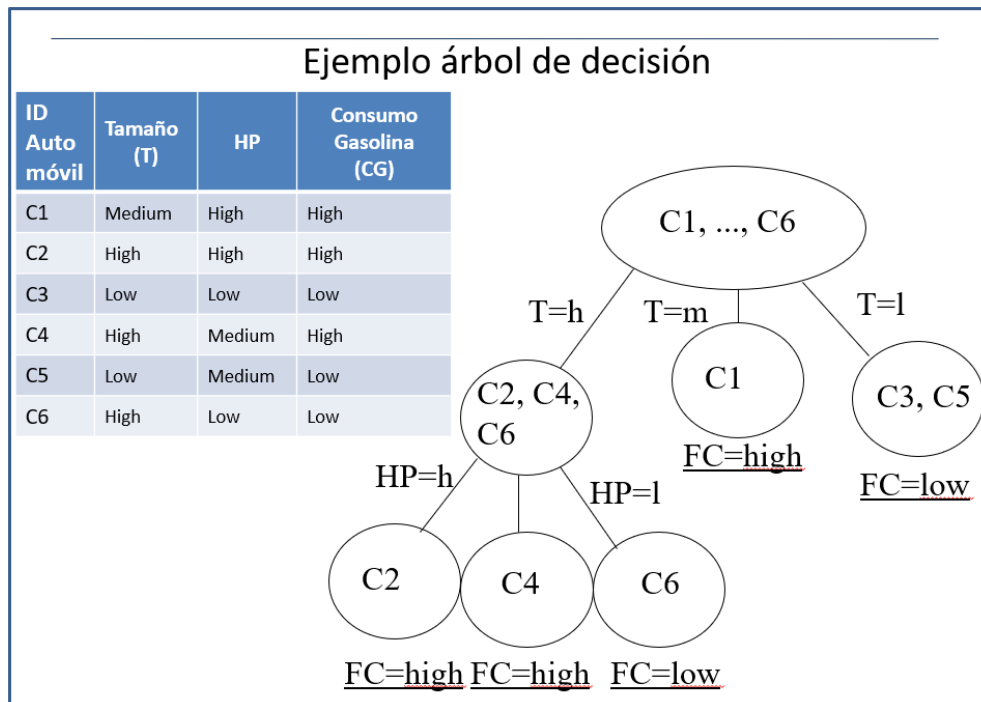 Ejemplo árbol de decisión
ID Auto móvil Tamaño (T) HP Consumo Gasolina (CG)
C1 Medium High High
C2 High High High
C3 Low Low Low
C4 High Medium High
C5 Low Medium Low
C6 High Low Low
C1, ..., C6
T=h T=m T=l
C2, C4,
C6
C1
C3, C5
FC=high
FC=low
HP=h HP=l
C2 C4 C6
FC=high FC=high FC=low